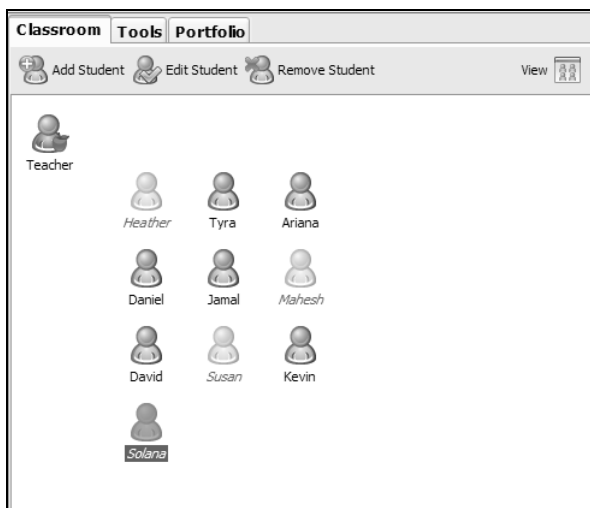 Classroom Tools Portfolio
Add Student Edit Student Remove Student View
Teacher
Heather Tyra Ariana
Daniel Jamal Mahesh
David Susan Kevin
Solana